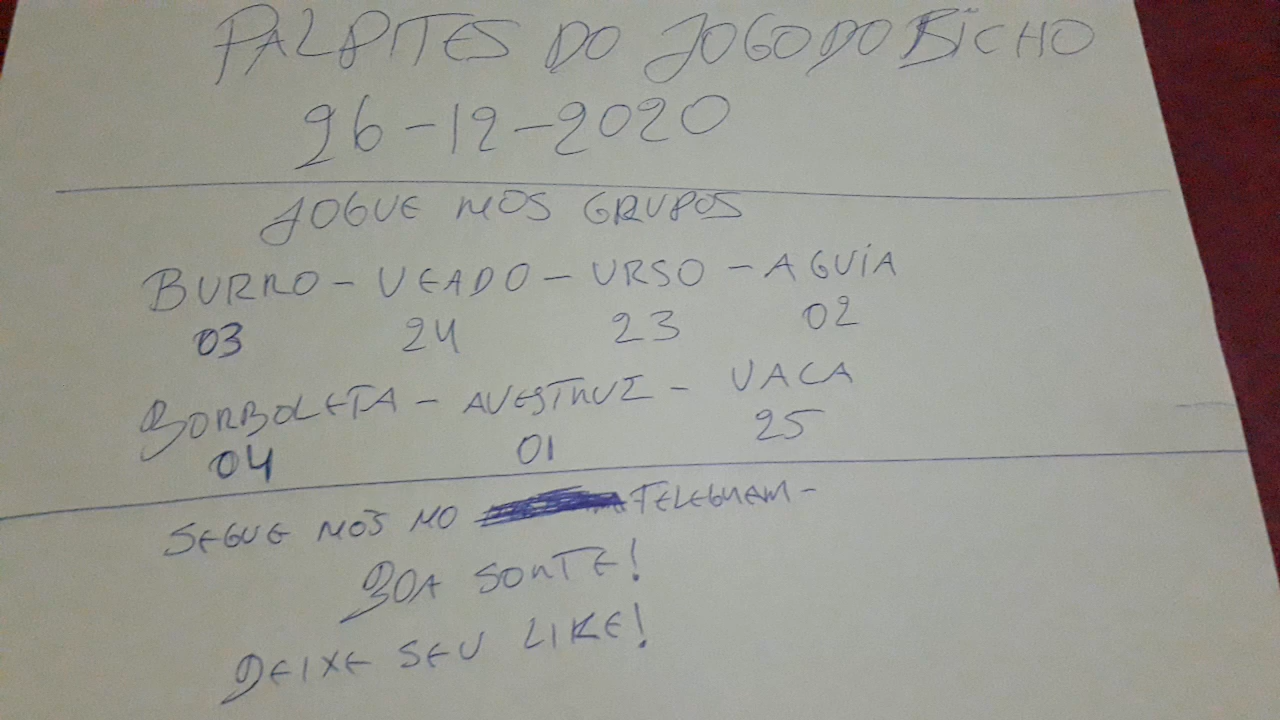 PALPITES DO JOGO DO BICHO
26-12-2020
JOGUE NOS GRUPOS
BURRO - VEADO - URSO - AGUIA
03 24 23 02
BORBOLETA - AVESTRUZ - VACA
04 01 25
SEGUE NOS NO TELEGRAM -
BOA SORTE!
DEIXE SEU LIKE!